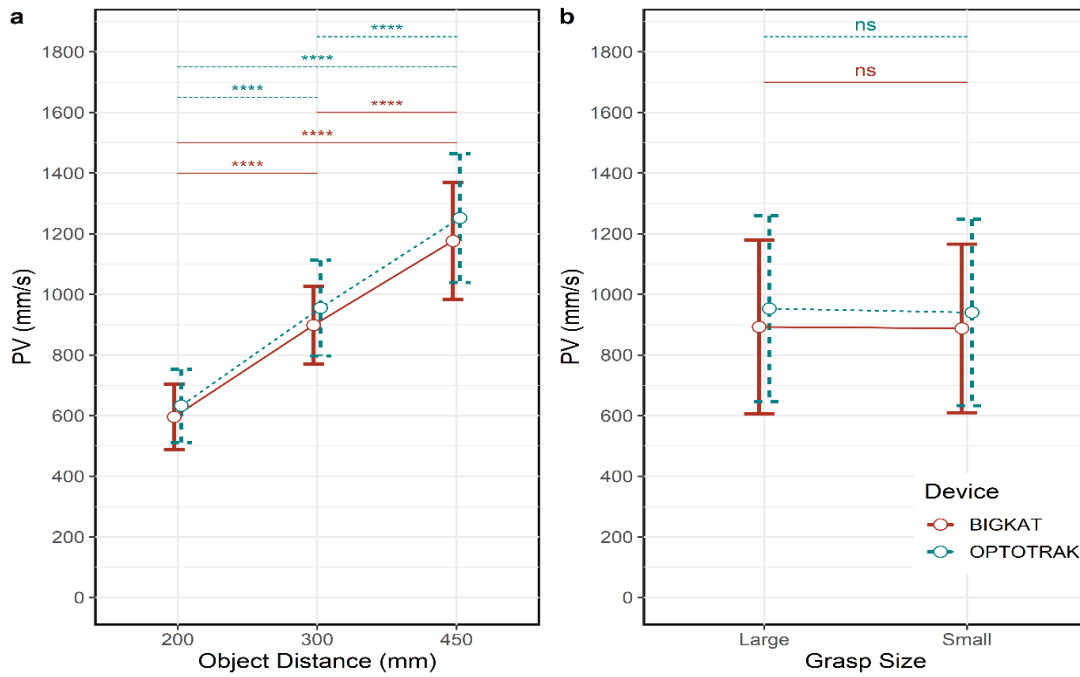 a
PV (mm/s)
1800
1600
1400
1200
1000
800
600
400
200
0
****
****
****
****
****
****
200
300
450
Object Distance (mm)
b
PV (mm/s)
1800
1600
1400
1200
1000
800
600
400
200
0
ns
ns
Device
BIGKAT
OPTOTRAK
Large
Small
Grasp Size